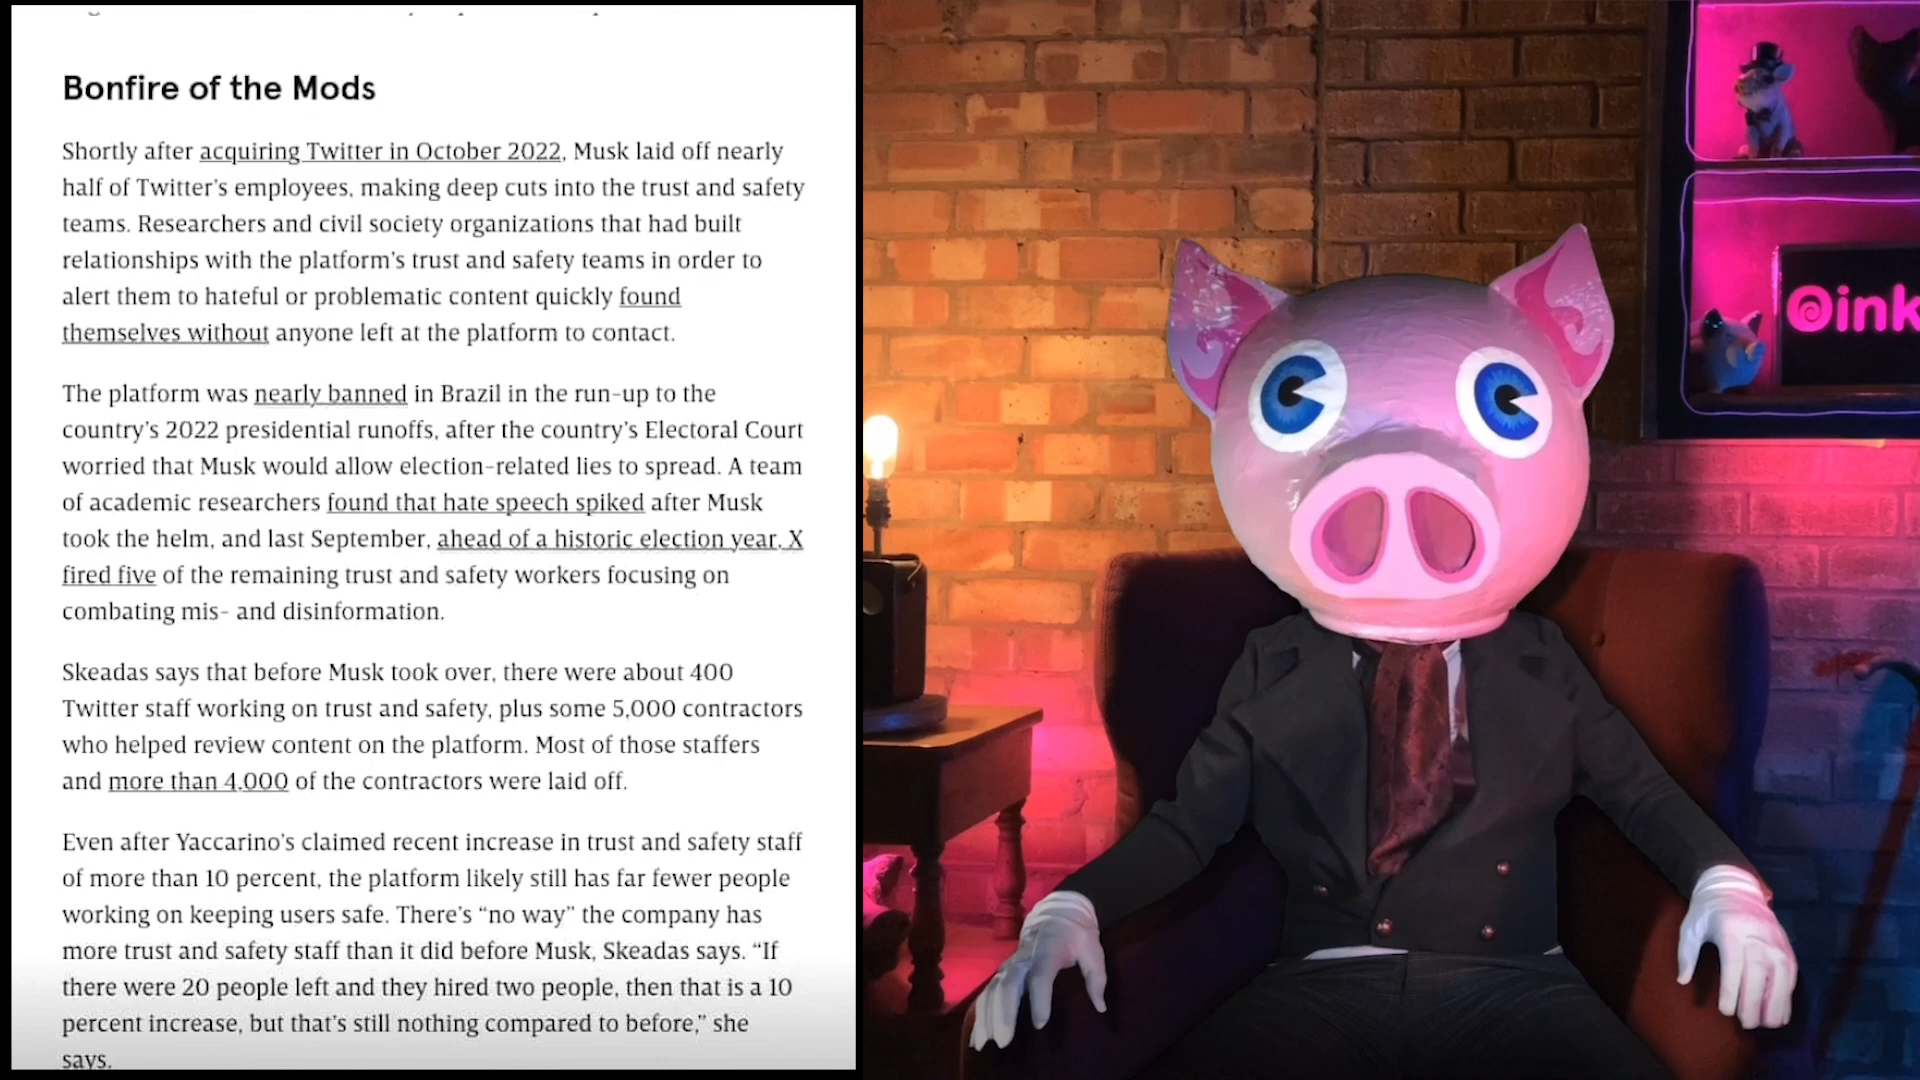 Bonfire of the Mods
Shortly after acquiring Twitter in October 2022, Musk laid off nearly
half of Twitter's employees, making deep cuts into the trust and safety
teams. Researchers and civil society organizations that had built
relationships with the platform's trust and safety teams in order to
alert them to hateful or problematic content quickly found
themselves without anyone left at the platform to contact.
The platform was nearly banned in Brazil in the run-up to the
country's 2022 presidential runoffs, after the country's Electoral Court
worried that Musk would allow election-related lies to spread. A team
of academic researchers found that hate speech spiked after Musk
took the helm, and last September, ahead of a historic election year, X
fired five of the remaining trust and safety workers focusing on
combating mis- and disinformation.
Skeadas says that before Musk took over, there were about 400
Twitter staff working on trust and safety, plus some 5,000 contractors
who helped review content on the platform. Most of those staffers
and more than 4,000 of the contractors were laid off.
Even after Yaccarino's claimed recent increase in trust and safety staff
of more than 10 percent, the platform likely still has far fewer people
working on keeping users safe. There's “no way” the company has
more trust and safety staff than it did before Musk, Skeadas says. “If
there were 20 people left and they hired two people, then that is a 10
percent increase, but that's still nothing compared to before,” she
says.
Oink